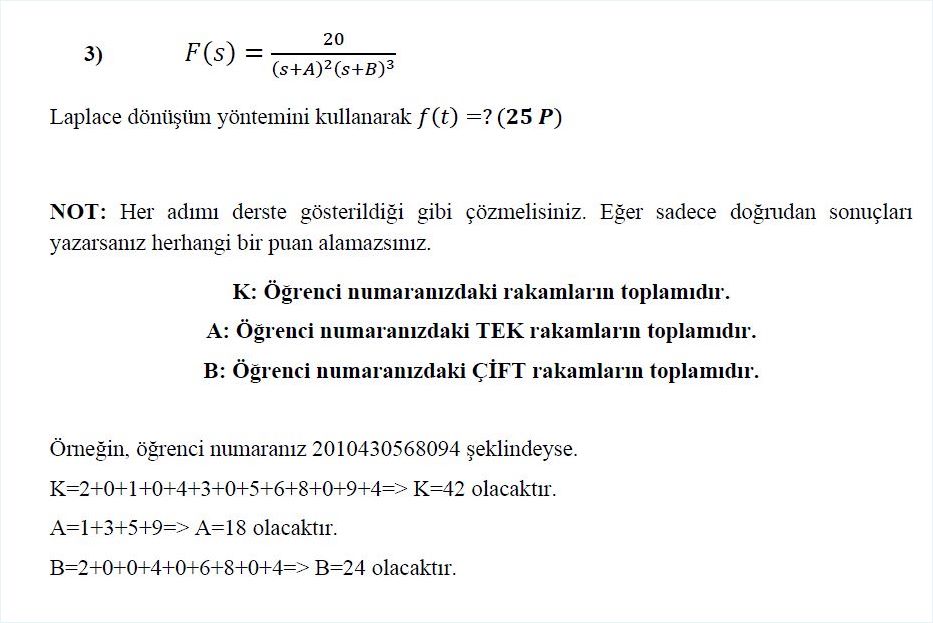 3) F(s) = 20 / (s+A)²(s+B)³
Laplace dönüşüm yöntemini kullanarak f(t) =? (25 P)
NOT: Her adımı derste gösterildiği gibi çözmelisiniz. Eğer sadece doğrudan sonuçları
yazarsanız herhangi bir puan alamazsınız.
K: Öğrenci numaranızdaki rakamların toplamıdır.
A: Öğrenci numaranızdaki TEK rakamların toplamıdır.
B: Öğrenci numaranızdaki ÇİFT rakamların toplamıdır.
Örneğin, öğrenci numaranız 2010430568094 şeklindeyse.
K=2+0+1+0+4+3+0+5+6+8+0+9+4=> K=42 olacaktır.
A=1+3+5+9=> A=18 olacaktır.
B=2+0+0+4+0+6+8+0+4=> B=24 olacaktır.